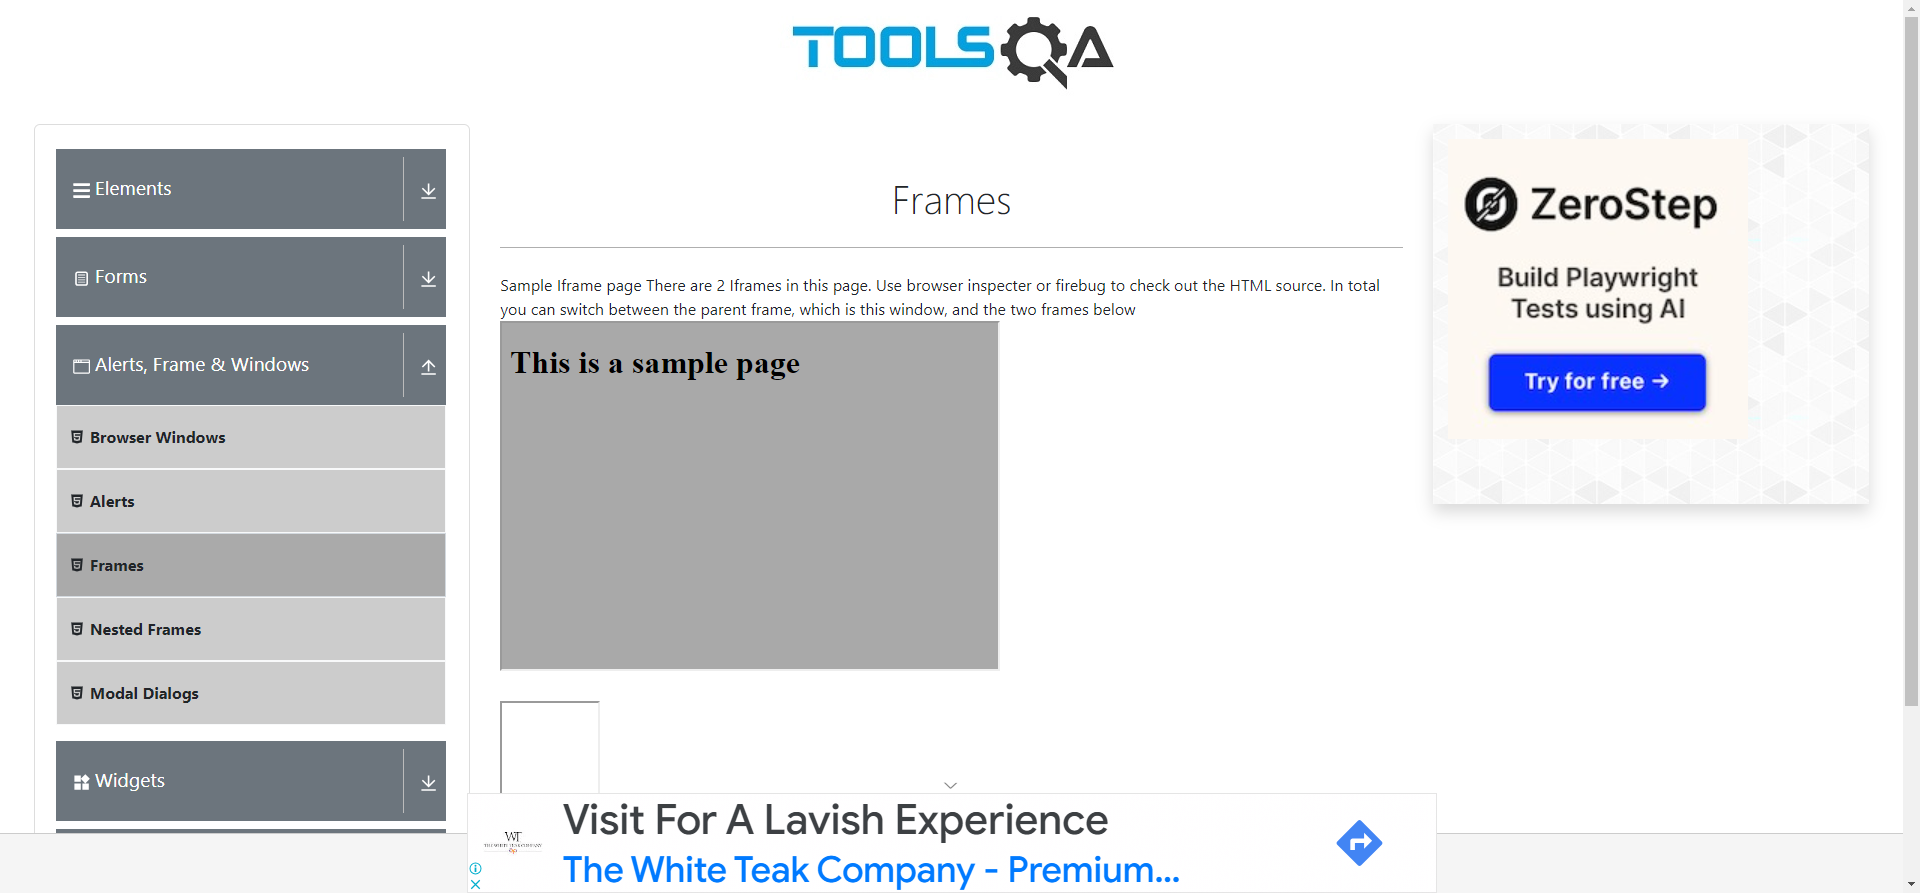 TOOLSQA
Elements
Forms
Alerts, Frame & Windows
Browser Windows
Alerts
Frames
Nested Frames
Modal Dialogs
Widgets
Frames
Sample Iframe page There are 2 Iframes in this page. Use browser inspecter or firebug to check out the HTML source. In total
you can switch between the parent frame, which is this window, and the two frames below
This is a sample page
ZeroStep
Build Playwright
Tests using AI
Try for free →
WT
THE WHITE TEAK COMPANY
Visit For A Lavish Experience
The White Teak Company - Premium...